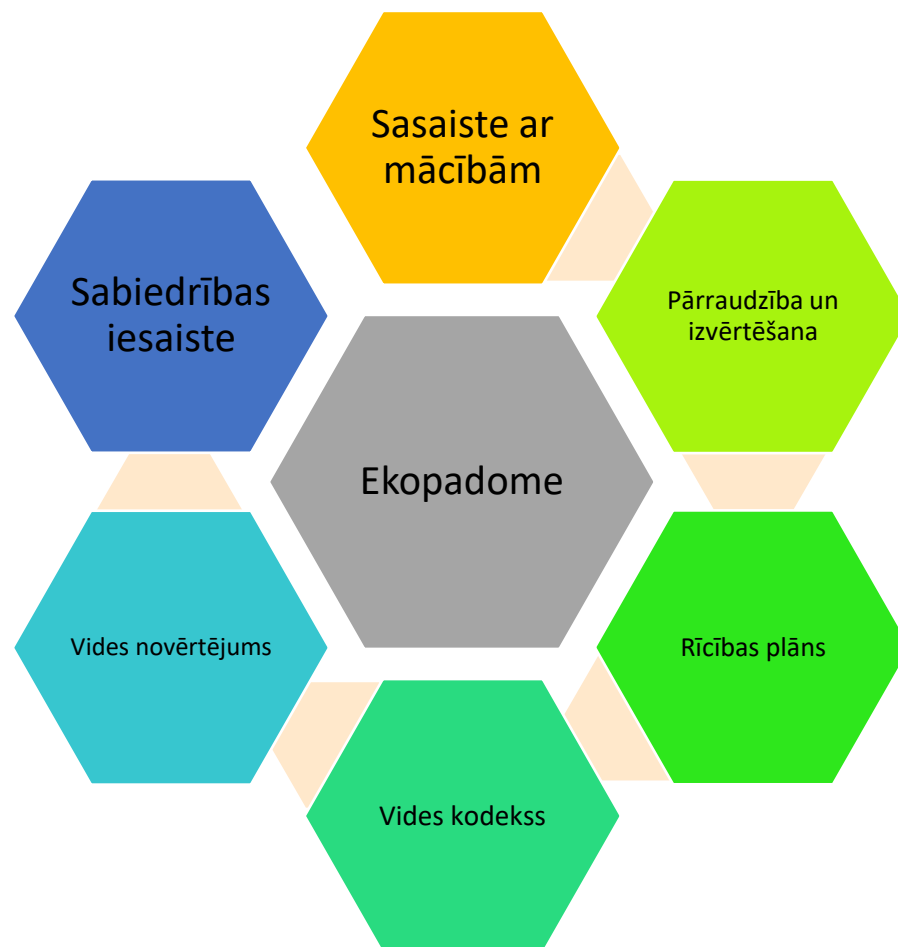 Sasaiste ar
mācībām
Sabiedrības
iesaiste
Pārraudzība un
izvērtēšana
Ekopadome
Vides novērtējums
Rīcības plāns
Vides kodekss